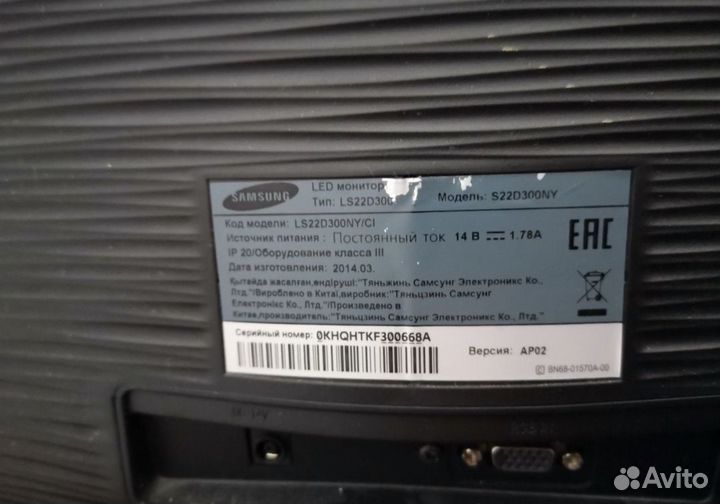 SAMSUNG
LED монитор
Тип: LS22D300
Модель: S22D300NY
Код модели: LS22D300NY/CI
Источник питания : Постоянный ток 14 В 1.78A
IP 20/Оборудование класса III
Дата изготовления: 2014.03.
EAC
Қытайда жасалған,өндіруші:"Тяньжинь Самсунг Электроникс Ко.,
Лтд."Вироблено в Китаї,виробник:"Тяньцзинь Самсунг
Електронікс Ко., Лтд."/Произведено в
Китае,производитель:"Тяньцзинь Самсунг Электроникс Ко., Лтд."
Серийный номер: 0KHQHTKF300668A
Версия: AP02
© BN68-01570A-00
Avito